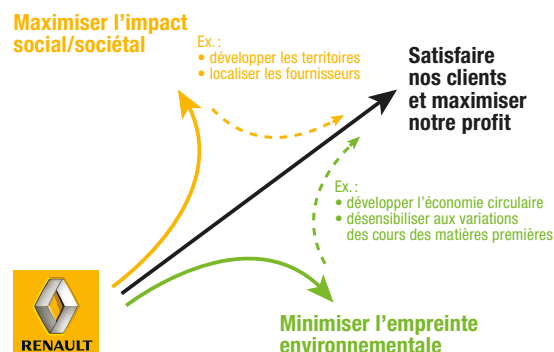 Maximiser l’impact
social/sociétal
Ex. :
• développer les territoires
• localiser les fournisseurs
Satisfaire
nos clients
et maximiser
notre profit
Ex. :
• développer l’économie circulaire
• désensibiliser aux variations
des cours des matières premières
RENAULT
Minimiser l’empreinte
environnementale